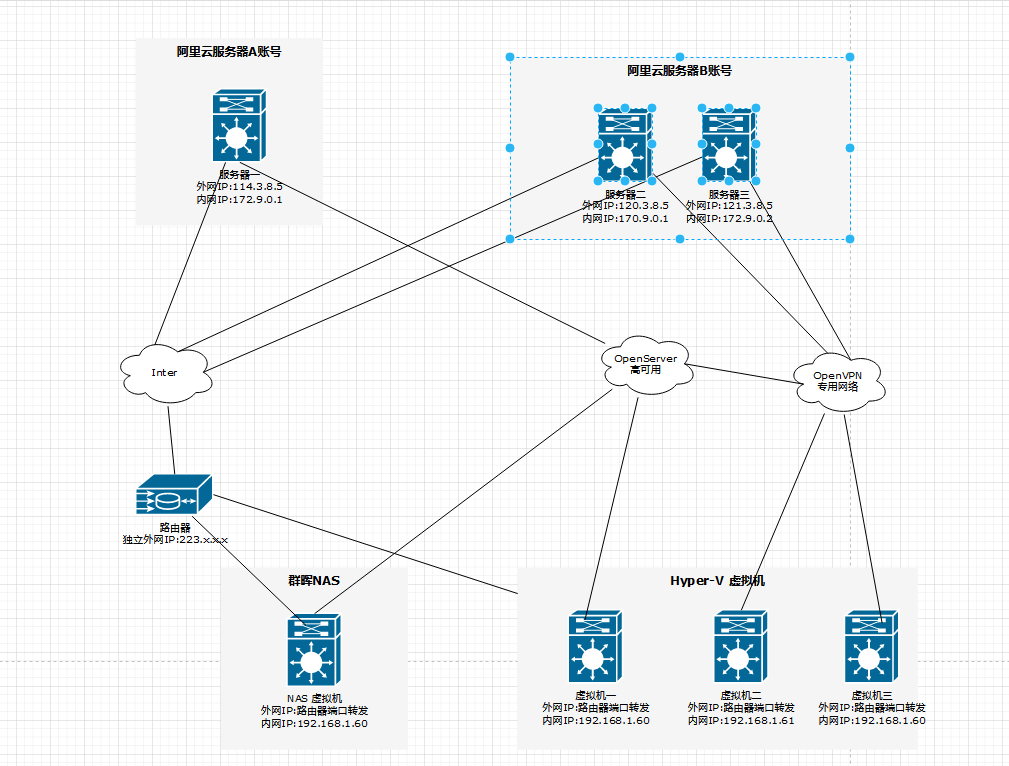 阿里云服务器A账号
服务器一
外网IP:114.3.8.5
内网IP:172.9.0.1
阿里云服务器B账号
服务器二
外网IP:120.3.8.5
内网IP:170.9.0.1
服务器三
外网IP:121.3.8.5
内网IP:172.9.0.2
Inter
OpenServer
高可用
OpenVPN
专用网络
路由器
独立外网IP:223.x.x.x
群晖NAS
NAS 虚拟机
外网IP:路由器端口转发
内网IP:192.168.1.60
Hyper-V 虚拟机
虚拟机一
外网IP:路由器端口转发
内网IP:192.168.1.60
虚拟机二
外网IP:路由器端口转发
内网IP:192.168.1.61
虚拟机三
外网IP:路由器端口转发
内网IP:192.168.1.60